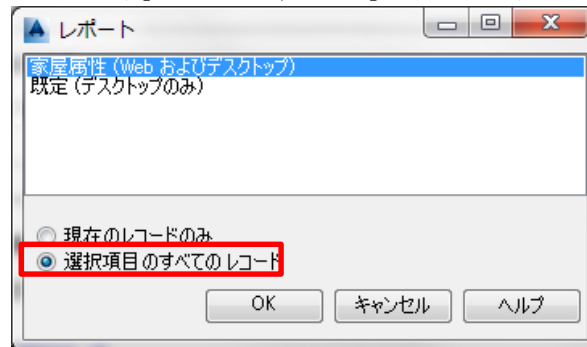 レポート
家屋属性 (Web およびデスクトップ)
既定 (デスクトップのみ)
現在のレコードのみ
選択項目のすべてのレコード
OK キャンセル ヘルプ